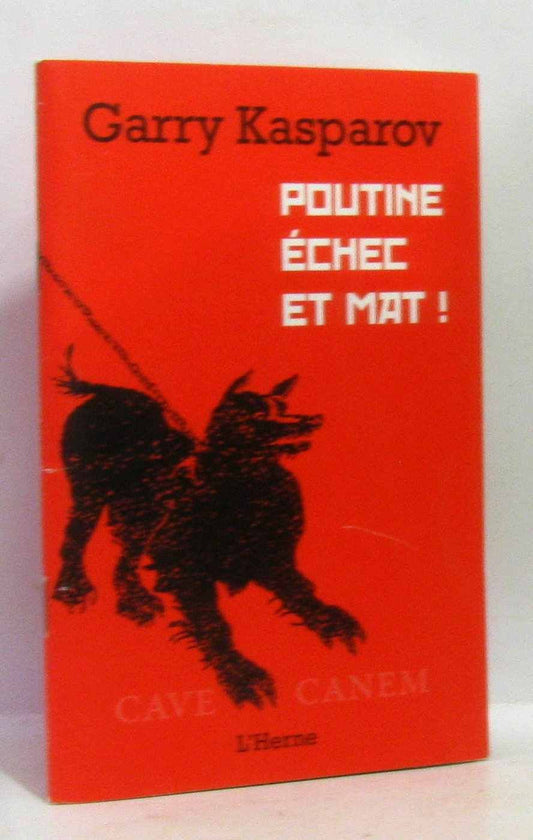 Garry Kasparov
POUTINE
ÉCHEC
ET MAT !
CAVE CANEM
L'Herne